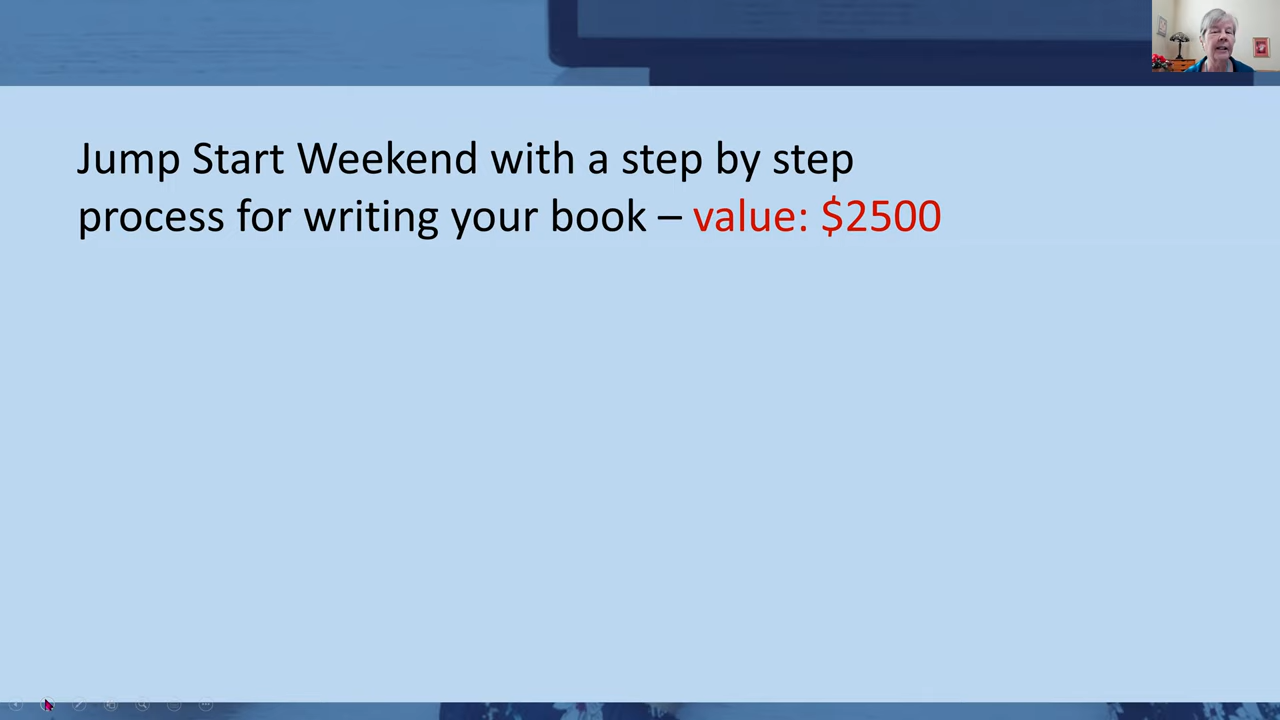 Jump Start Weekend with a step by step
process for writing your book – value: $2500